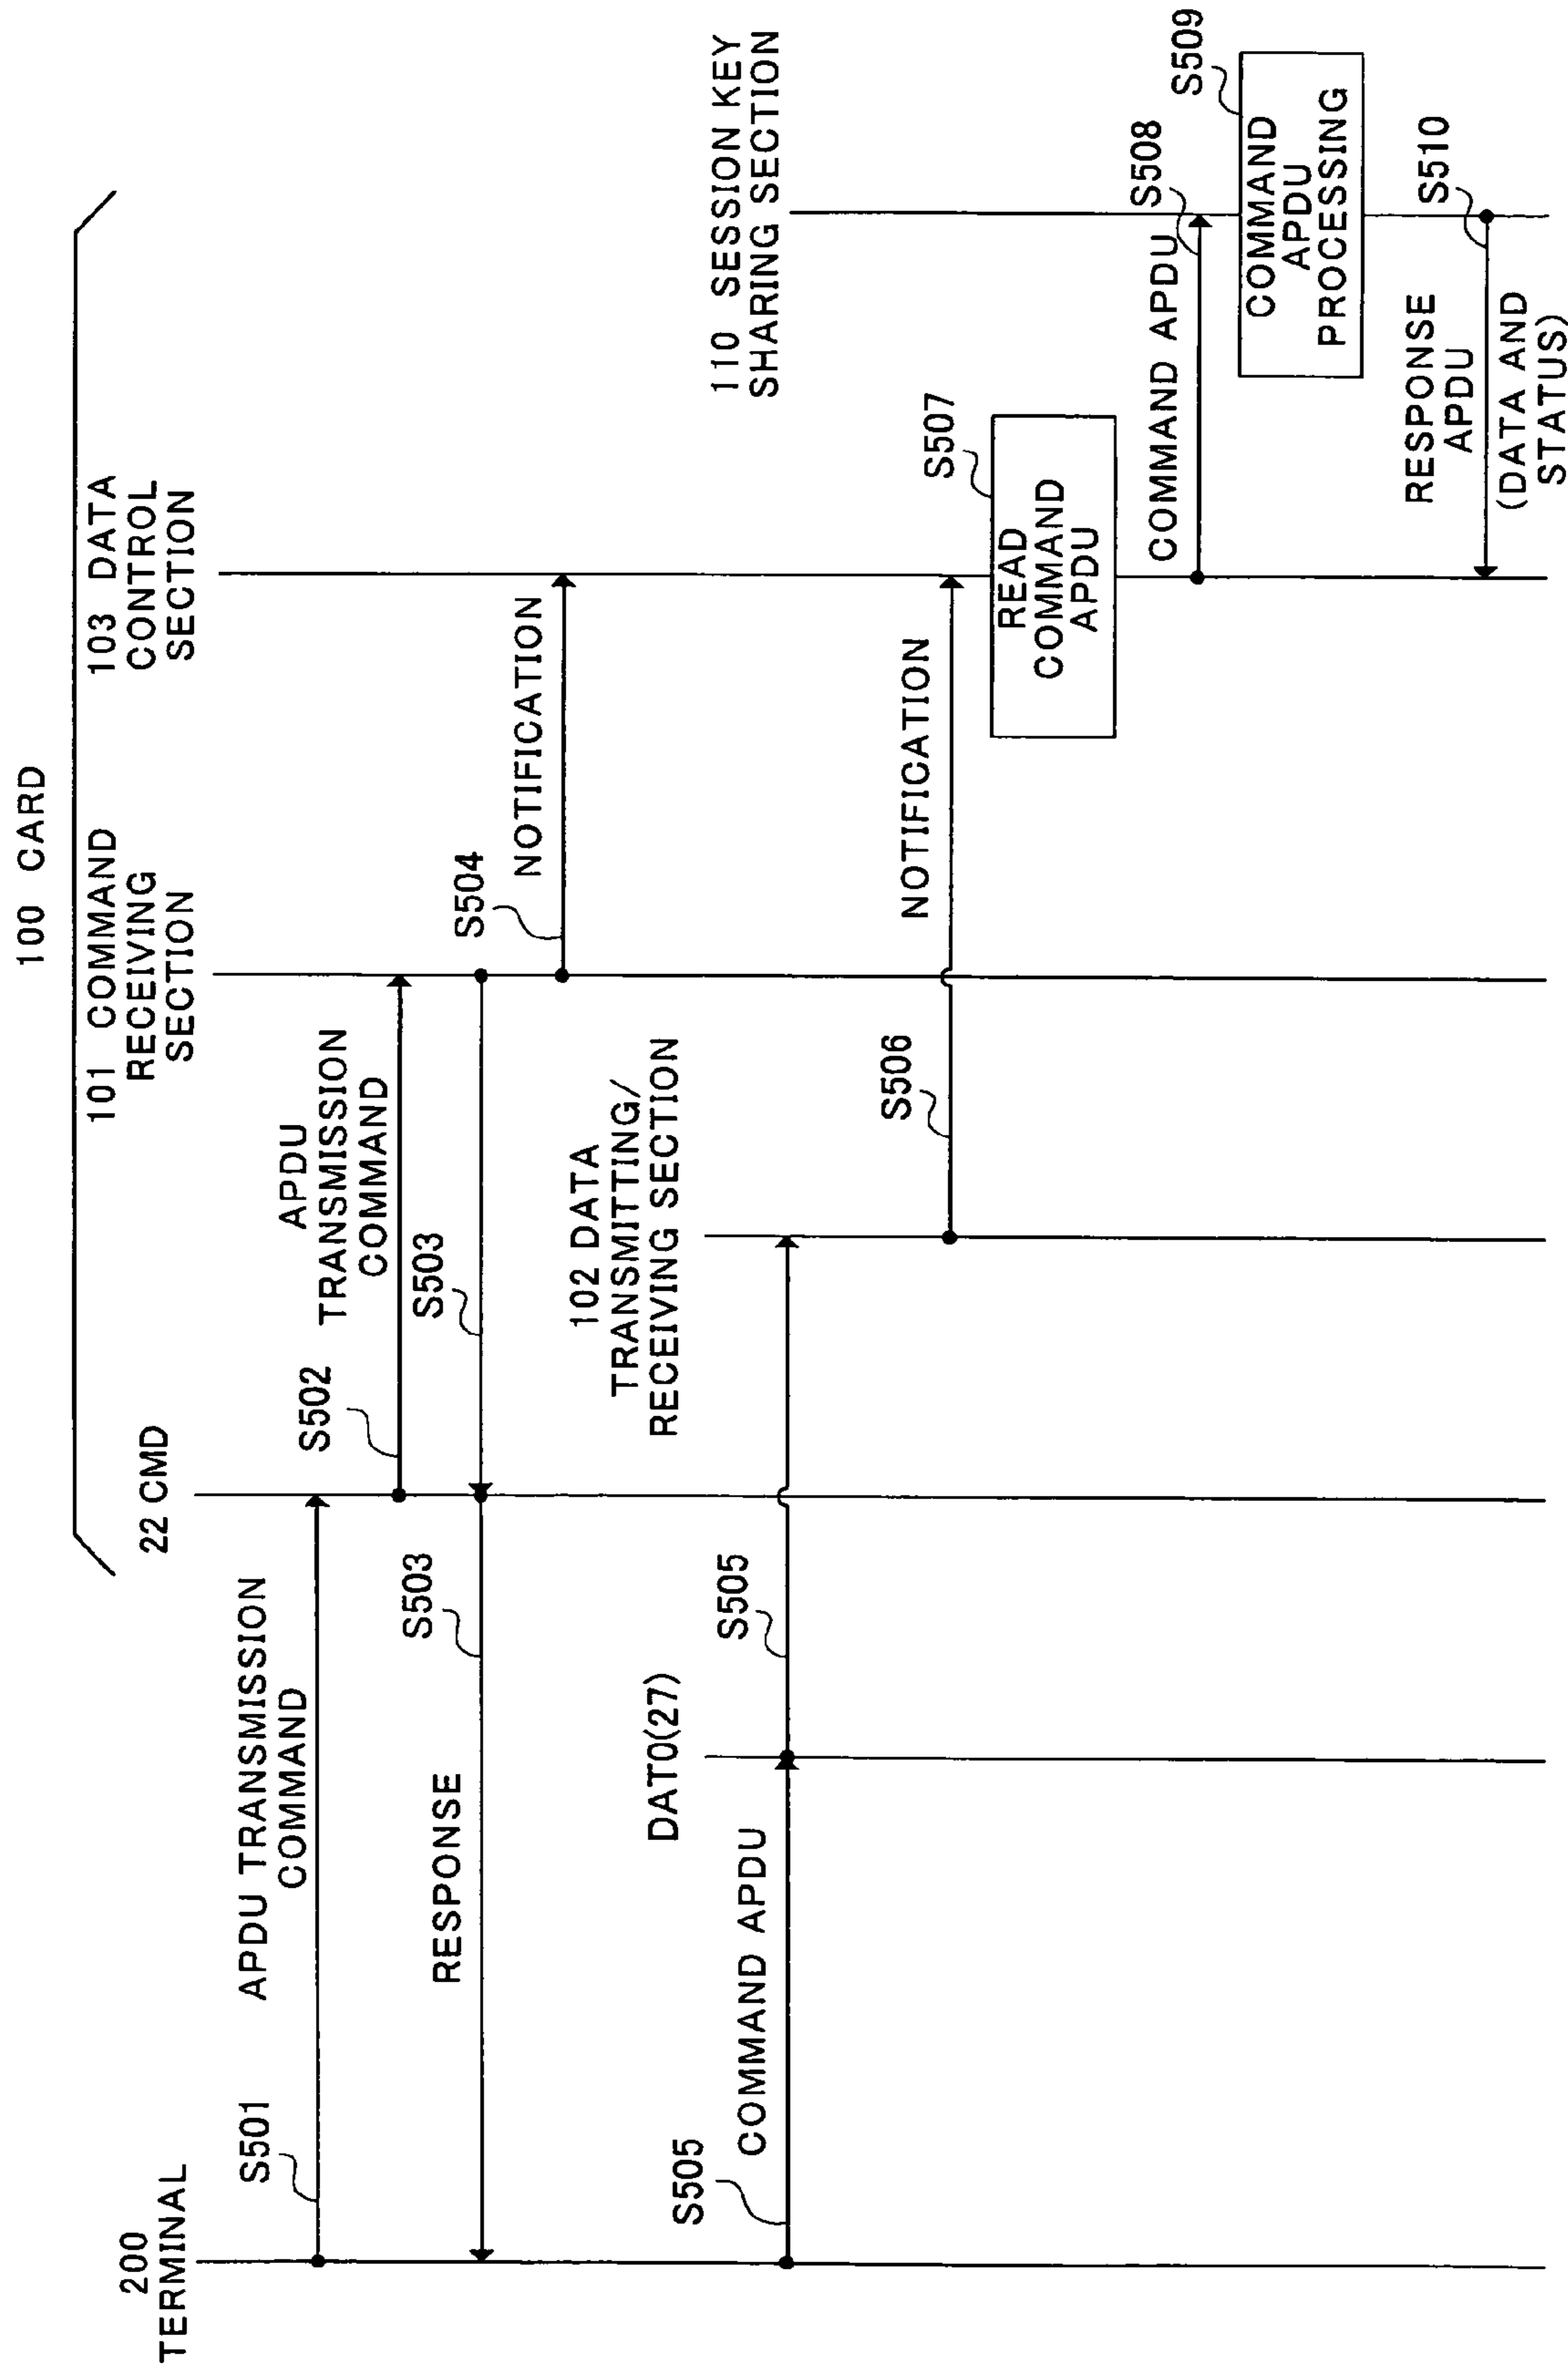 100 CARD
200
TERMINAL
22 CMD
101 COMMAND
RECEIVING
SECTION
103 DATA
CONTROL
SECTION
S501
APDU TRANSMISSION
COMMAND
S502
APDU
TRANSMISSION
COMMAND
S503
RESPONSE
S503
S504
NOTIFICATION
DAT0(27)
102 DATA
TRANSMITTING/
RECEIVING SECTION
110 SESSION KEY
SHARING SECTION
S505
COMMAND APDU
S505
S506
NOTIFICATION
S507
READ
COMMAND
APDU
COMMAND APDU
S508
S509
COMMAND
APDU
PROCESSING
RESPONSE
APDU
S510
(DATA AND
STATUS)